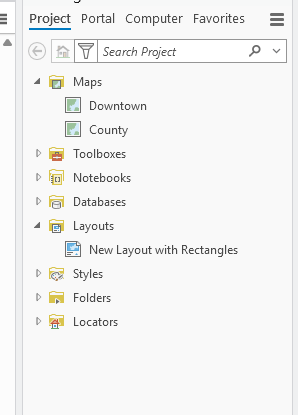 Project Portal Computer Favorites
Search Project
Maps
Downtown
County
Toolboxes
Notebooks
Databases
Layouts
New Layout with Rectangles
Styles
Folders
Locators